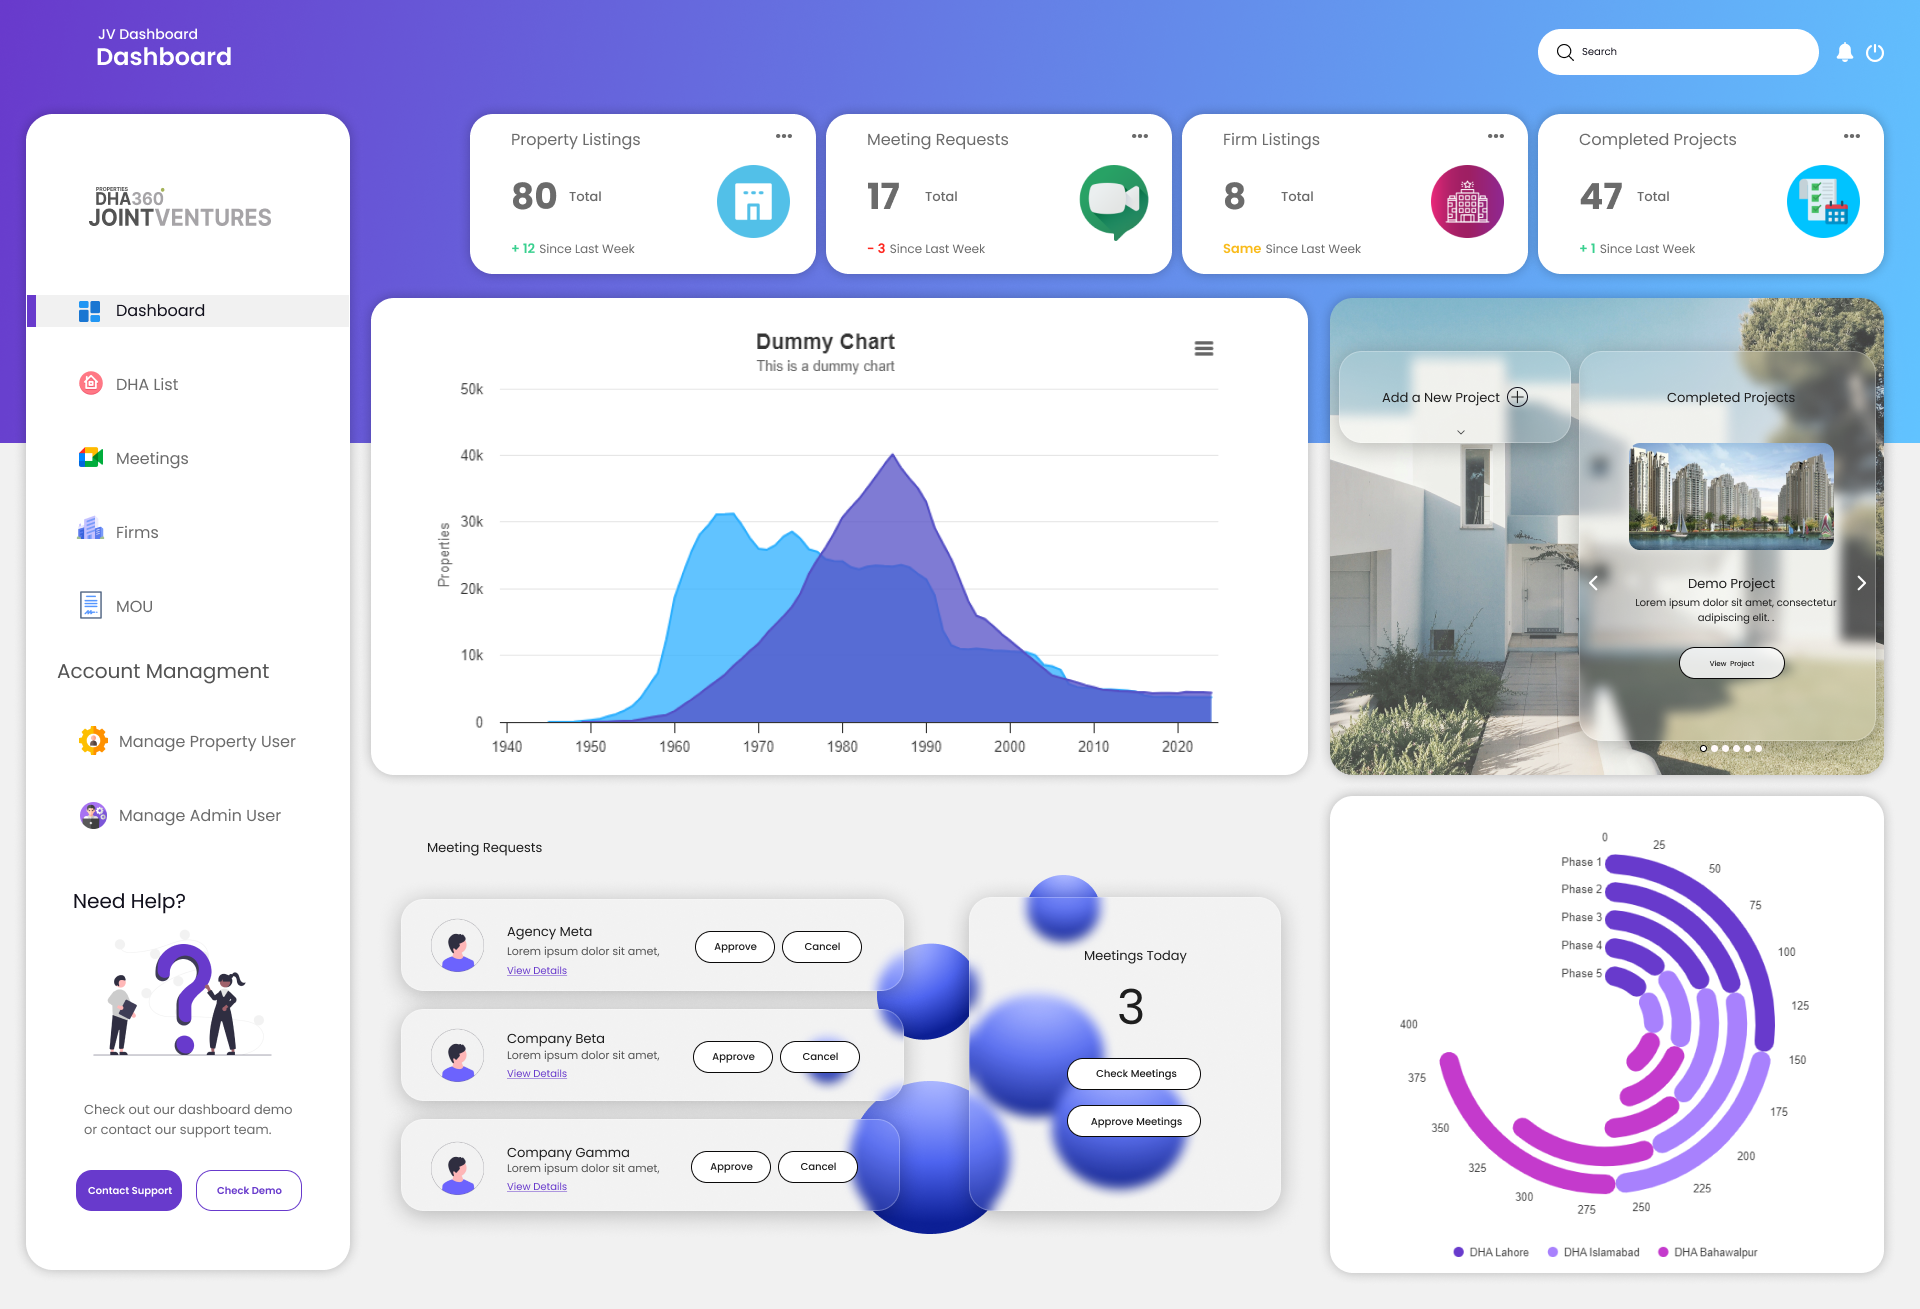 JV Dashboard
Dashboard
Search
PROPERTIES
DHA360
JOINTVENTURES
Dashboard
DHA List
Meetings
Firms
MOU
Account Managment
Manage Property User
Manage Admin User
Need Help?
Check out our dashboard demo
or contact our support team.
Contact Support
Check Demo
Property Listings
80 Total
+ 12 Since Last Week
Meeting Requests
17 Total
- 3 Since Last Week
Firm Listings
8 Total
Same Since Last Week
Completed Projects
47 Total
+ 1 Since Last Week
Dummy Chart
This is a dummy chart
Properties
50k
40k
30k
20k
10k
0
1940 1950 1960 1970 1980 1990 2000 2010 2020
Add a New Project
Completed Projects
Demo Project
Lorem ipsum dolor sit amet, consectetur
adipiscing elit. .
View Project
Meeting Requests
Agency Meta
Lorem ipsum dolor sit amet,
View Details
Approve
Cancel
Company Beta
Lorem ipsum dolor sit amet,
View Details
Approve
Cancel
Company Gamma
Lorem ipsum dolor sit amet,
View Details
Approve
Cancel
Meetings Today
3
Check Meetings
Approve Meetings
Phase 1
Phase 2
Phase 3
Phase 4
Phase 5
0
25
50
75
100
125
150
175
200
225
250
275
300
325
350
375
400
DHA Lahore DHA Islamabad DHA Bahawalpur